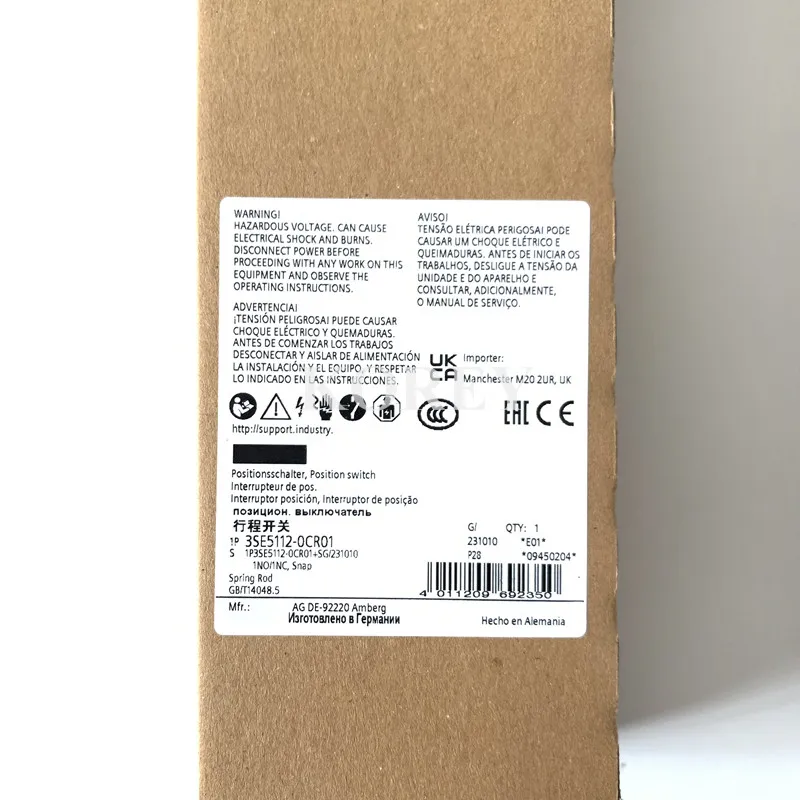 WARNING!
HAZARDOUS VOLTAGE. CAN CAUSE
ELECTRICAL SHOCK AND BURNS.
DISCONNECT POWER BEFORE
PROCEEDING WITH ANY WORK ON THIS
EQUIPMENT AND OBSERVE THE
OPERATING INSTRUCTIONS.
AVISO!
TENSÃO ELÉTRICA PERIGOSA! PODE
CAUSAR UM CHOQUE ELÉTRICO E
QUEIMADURAS. ANTES DE INICIAR OS
TRABALHOS, DESLIGUE A TENSÃO DA
UNIDADE E DO APARELHO E
CONSULTAR, ADICIONALMENTE,
O MANUAL DE SERVIÇO.
ADVERTENCIA!
¡TENSIÓN PELIGROSA! PUEDE CAUSAR
CHOQUE ELÉCTRICO Y QUEMADURAS.
ANTES DE COMENZAR LOS TRABAJOS
DESCONECTAR Y AISLAR DE ALIMENTACIÓN
LA INSTALACIÓN Y EL EQUIPO, Y RESPETAR
LO INDICADO EN LAS INSTRUCCIONES.
UK
CA
Importer:
Manchester M20 2UR, UK
KOREY
CCC
EAC CE
http://support.industry.
Positionsschalter, Position switch
Interrupteur de pos.
Interruptor posición, Interruptor de posição
позицион. выключатель
行程开关
1P 3SE5112-0CR01
S 1P3SE5112-0CR01+SG/231010
1NO/1NC, Snap
Spring Rod
GB/T14048.5
G/ QTY: 1
231010 *E01*
P28 *09450204*
4 011209 692350
Mfr.: AG DE-92220 Amberg
Изготовлено в Германии
Hecho en Alemania